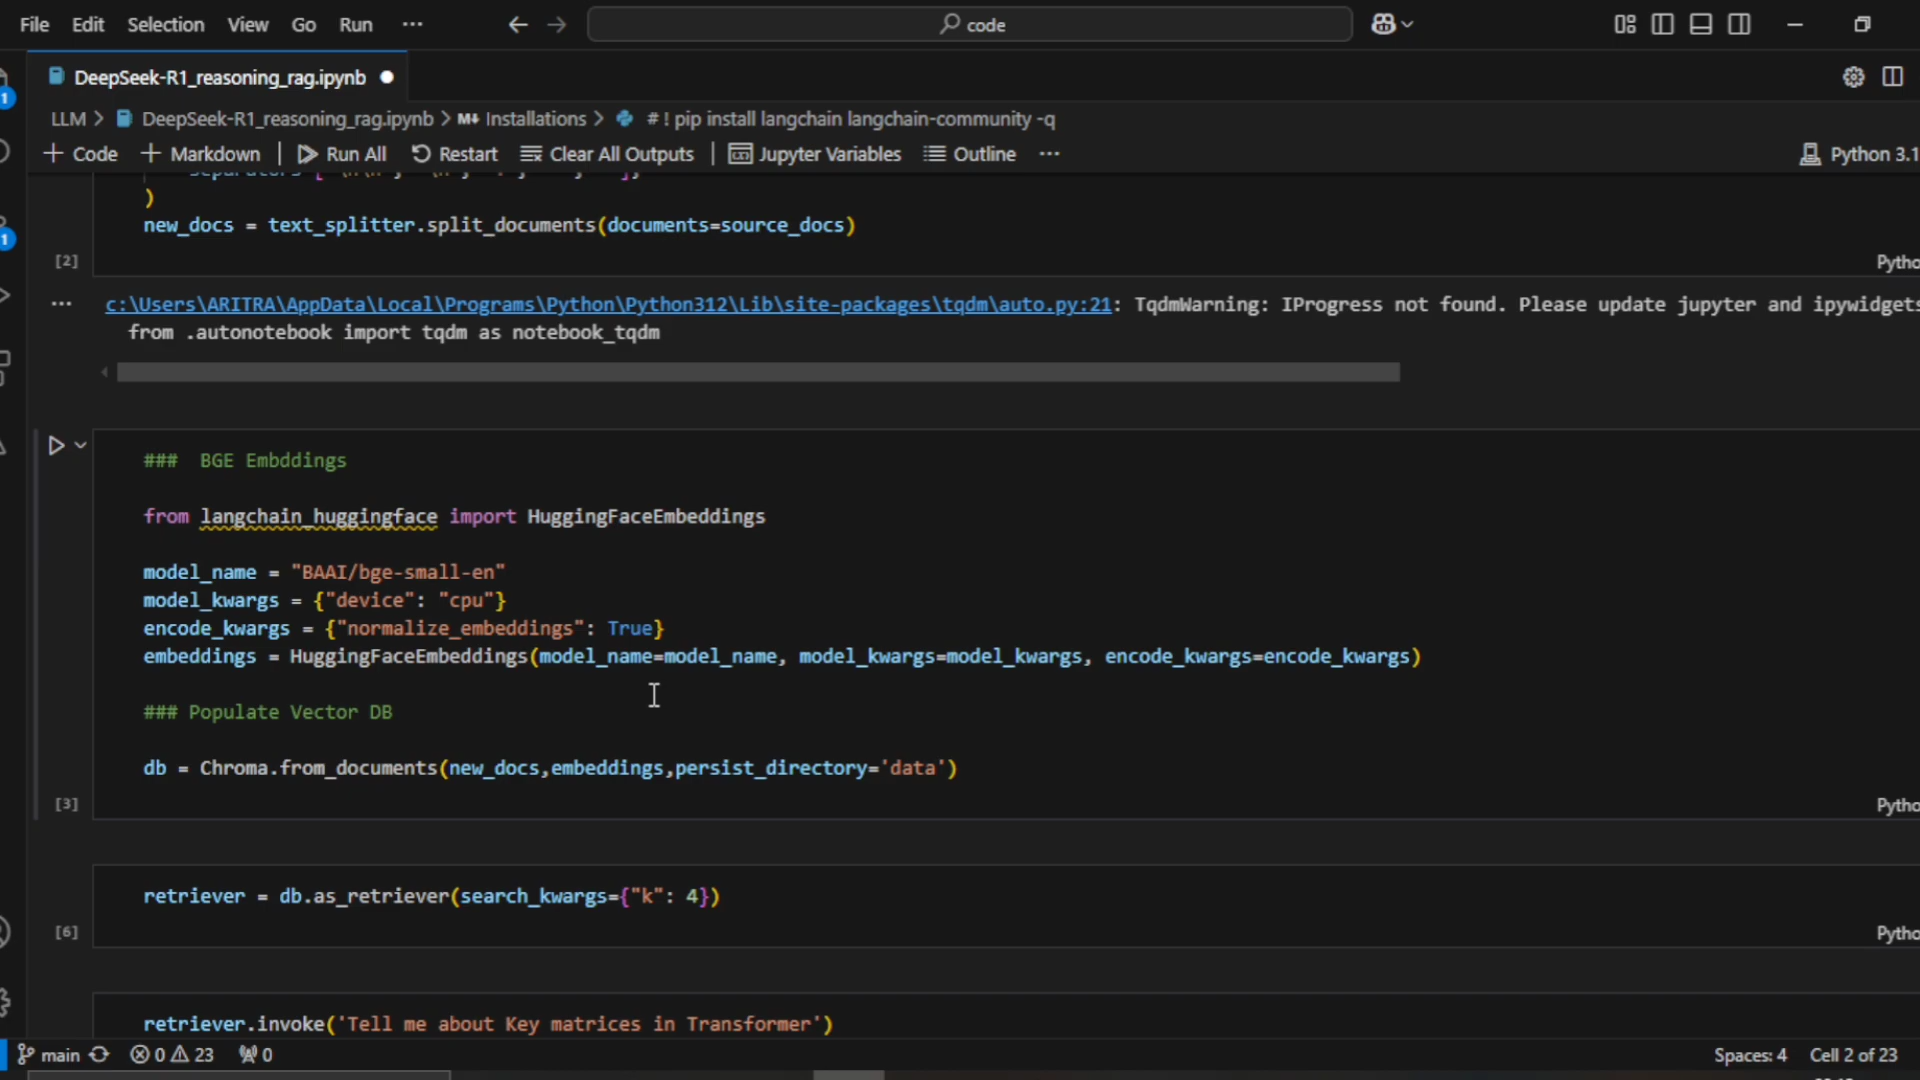 File Edit Selection View Go Run ··· code
DeepSeek-R1_reasoning_rag.ipynb
LLM > DeepSeek-R1_reasoning_rag.ipynb > M↓ Installations > # ! pip install langchain langchain-community -q
+ Code + Markdown Run All Restart Clear All Outputs Jupyter Variables Outline ··· Python 3.1
)
new_docs = text_splitter.split_documents(documents=source_docs)
[2] Pytho
··· c:\Users\ARITRA\AppData\Local\Programs\Python\Python312\Lib\site-packages\tqdm\auto.py:21: TqdmWarning: IProgress not found. Please update jupyter and ipywidgets
from .autonotebook import tqdm as notebook_tqdm
### BGE Embddings
from langchain_huggingface import HuggingFaceEmbeddings
model_name = "BAAI/bge-small-en"
model_kwargs = {"device": "cpu"}
encode_kwargs = {"normalize_embeddings": True}
embeddings = HuggingFaceEmbeddings(model_name=model_name, model_kwargs=model_kwargs, encode_kwargs=encode_kwargs)
### Populate Vector DB
db = Chroma.from_documents(new_docs,embeddings,persist_directory='data')
[3] Pytho
retriever = db.as_retriever(search_kwargs={"k": 4})
[6] Pytho
retriever.invoke('Tell me about Key matrices in Transformer')
main 0 23 0 Spaces: 4 Cell 2 of 23
1
1